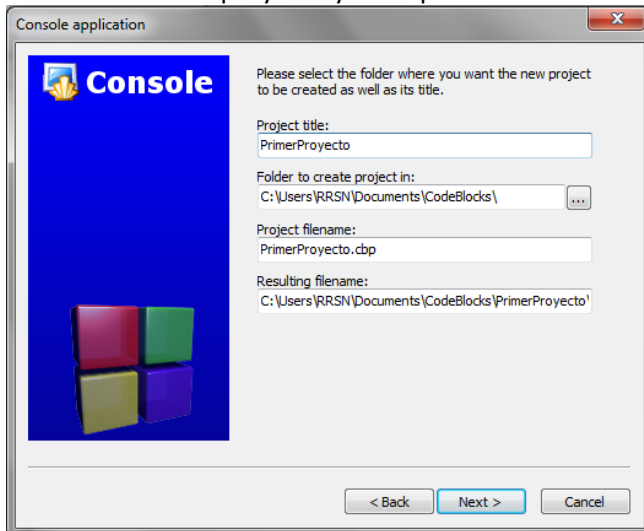 Console application
Console
Please select the folder where you want the new project
to be created as well as its title.
Project title:
PrimerProyecto
Folder to create project in:
C:\Users\RRSN\Documents\CodeBlocks\
...
Project filename:
PrimerProyecto.cbp
Resulting filename:
C:\Users\RRSN\Documents\CodeBlocks\PrimerProyecto\
< Back
Next >
Cancel